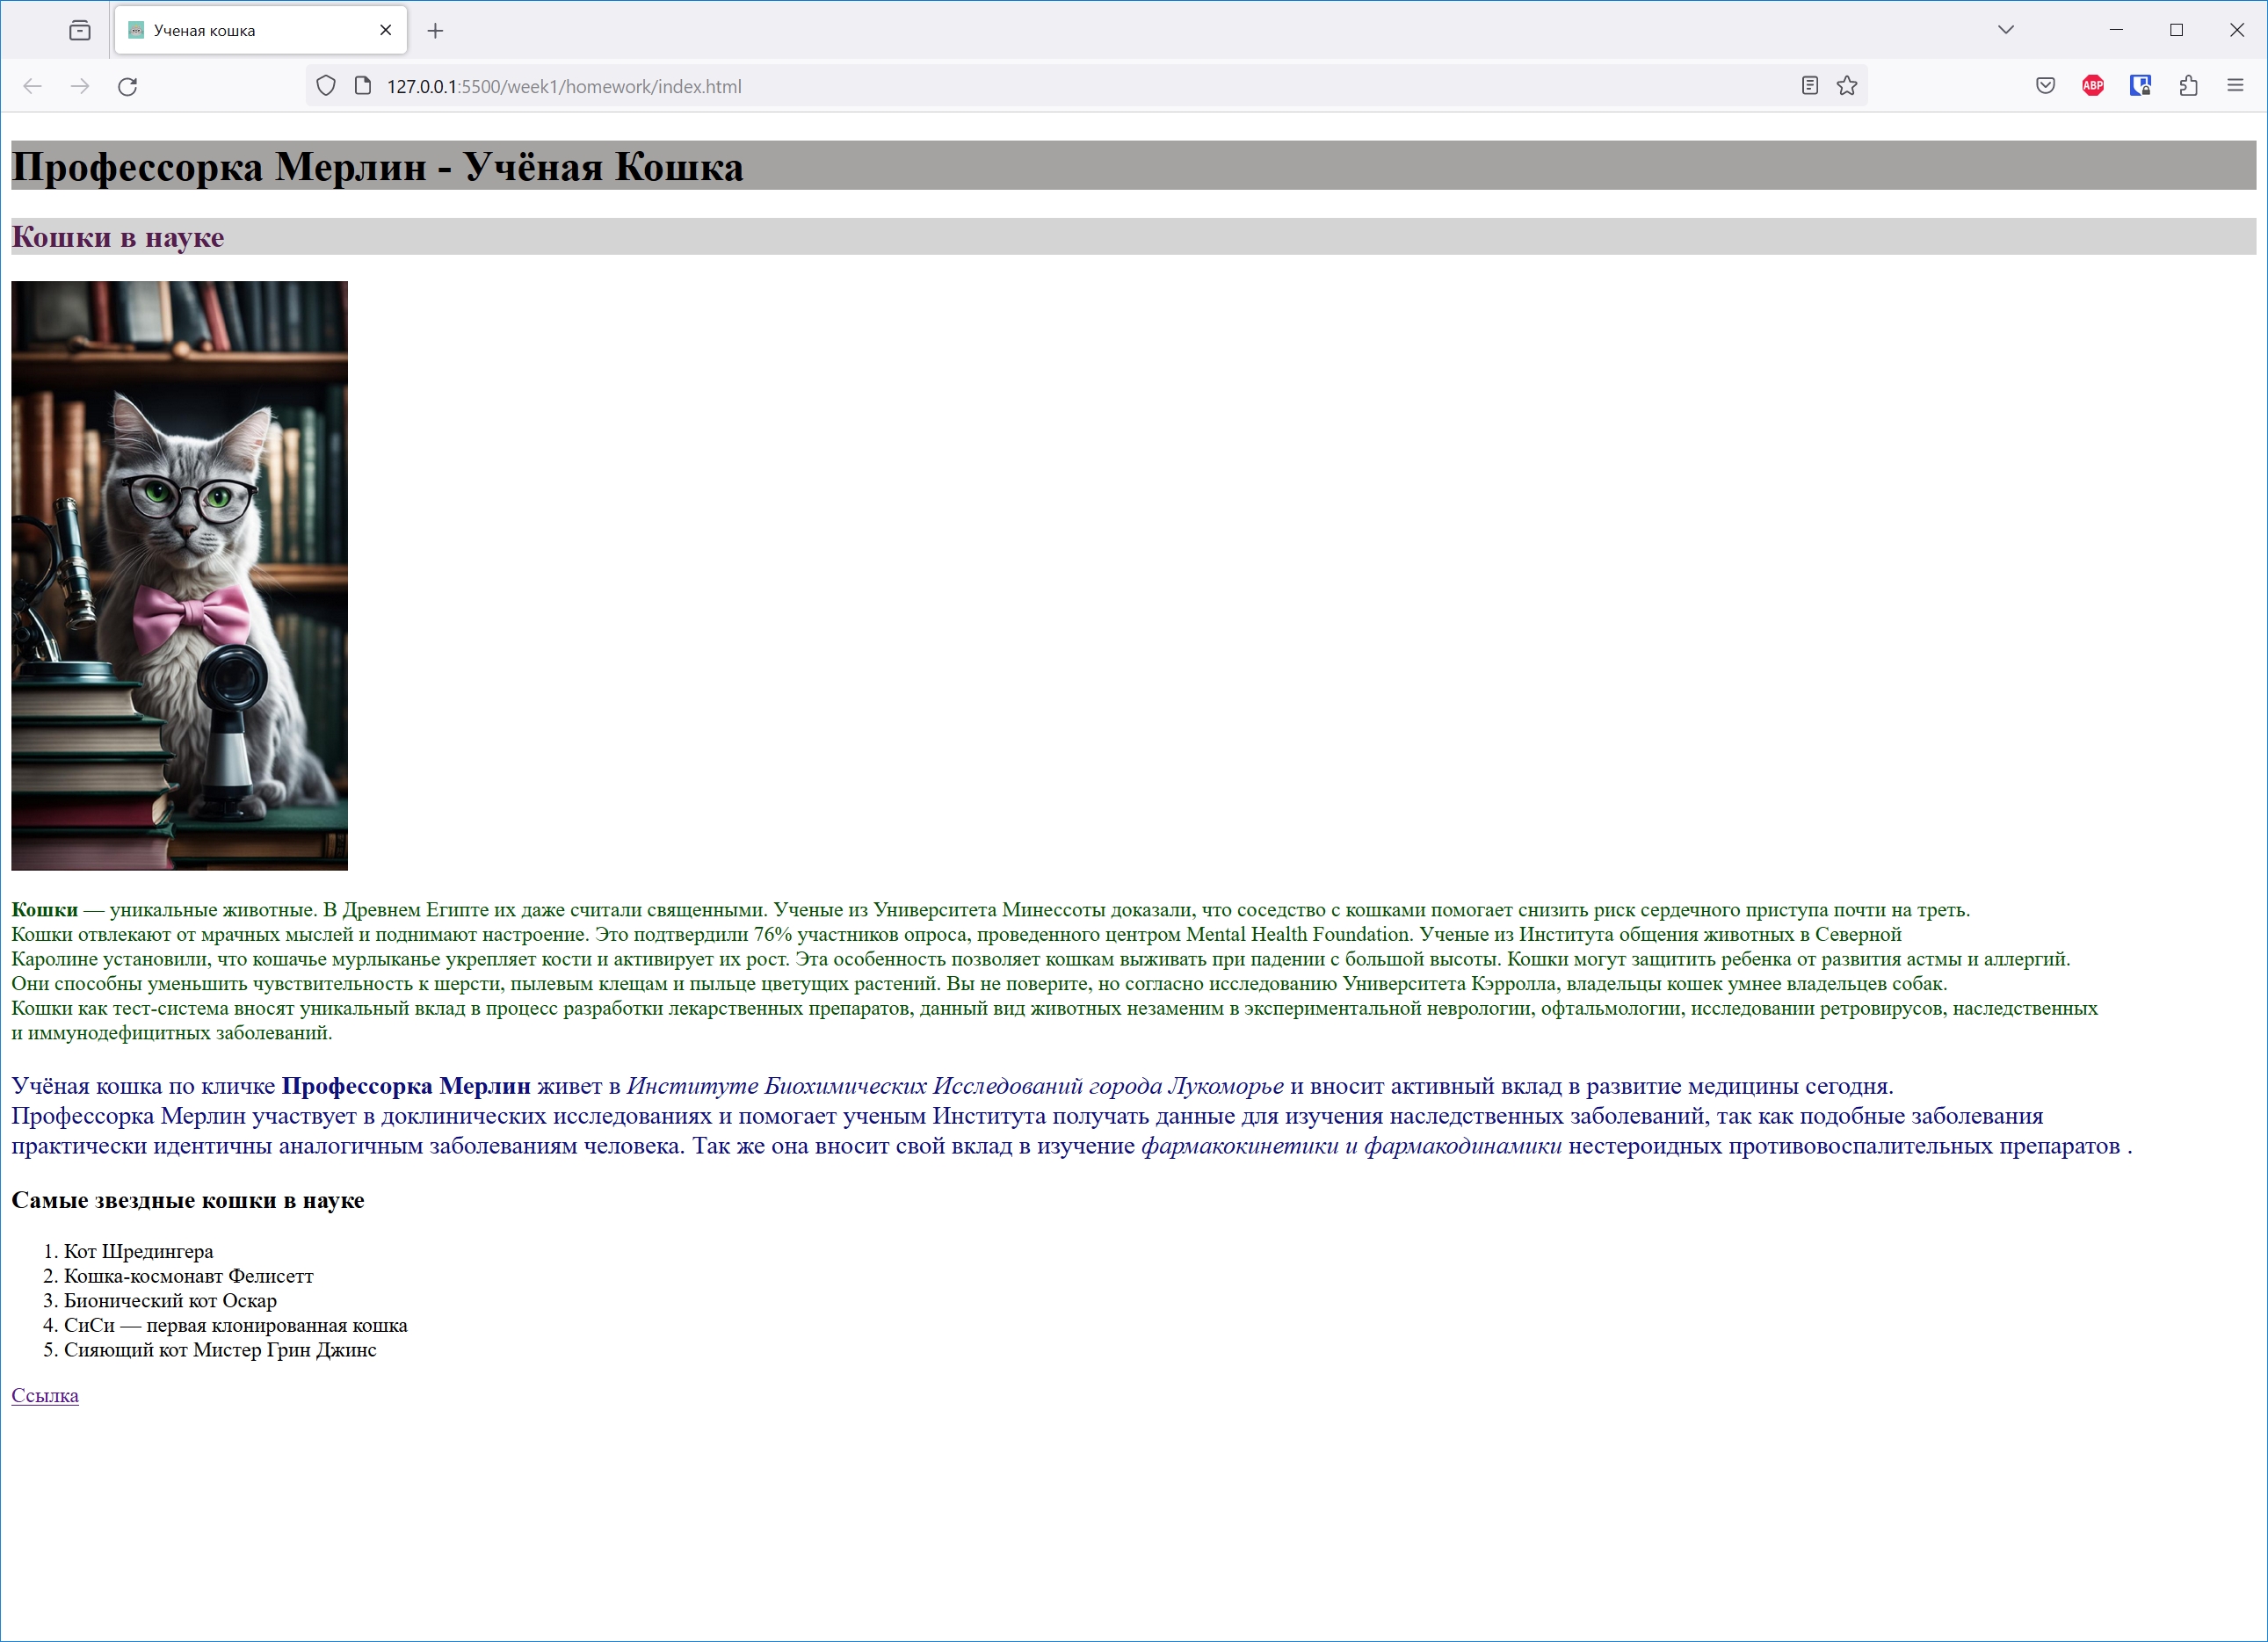 Ученая кошка
127.0.0.1:5500/week1/homework/index.html
ABP
Профессорка Мерлин - Учёная Кошка
Кошки в науке
Кошки — уникальные животные. В Древнем Египте их даже считали священными. Ученые из Университета Минессоты доказали, что соседство с кошками помогает снизить риск сердечного приступа почти на треть.
Кошки отвлекают от мрачных мыслей и поднимают настроение. Это подтвердили 76% участников опроса, проведенного центром Mental Health Foundation. Ученые из Института общения животных в Северной
Каролине установили, что кошачье мурлыканье укрепляет кости и активирует их рост. Эта особенность позволяет кошкам выживать при падении с большой высоты. Кошки могут защитить ребенка от развития астмы и аллергий.
Они способны уменьшить чувствительность к шерсти, пылевым клещам и пыльце цветущих растений. Вы не поверите, но согласно исследованию Университета Кэрролла, владельцы кошек умнее владельцев собак.
Кошки как тест-система вносят уникальный вклад в процесс разработки лекарственных препаратов, данный вид животных незаменим в экспериментальной неврологии, офтальмологии, исследовании ретровирусов, наследственных
и иммунодефицитных заболеваний.
Учёная кошка по кличке Профессорка Мерлин живет в Институте Биохимических Исследований города Лукоморье и вносит активный вклад в развитие медицины сегодня.
Профессорка Мерлин участвует в доклинических исследованиях и помогает ученым Института получать данные для изучения наследственных заболеваний, так как подобные заболевания
практически идентичны аналогичным заболеваниям человека. Так же она вносит свой вклад в изучение фармакокинетики и фармакодинамики нестероидных противовоспалительных препаратов .
Самые звездные кошки в науке
1. Кот Шредингера
2. Кошка-космонавт Фелисетт
3. Бионический кот Оскар
4. СиСи — первая клонированная кошка
5. Сияющий кот Мистер Грин Джинс
Ссылка